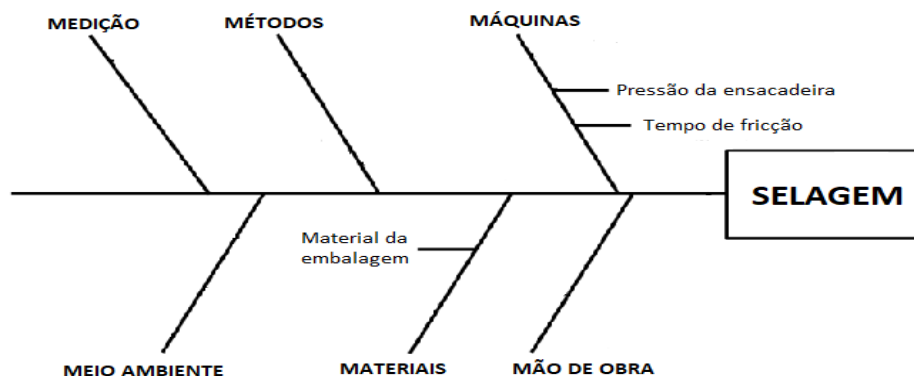 MEDIÇÃO
MÉTODOS
MÁQUINAS
Pressão da ensacadeira
Tempo de fricção
SELAGEM
Material da
embalagem
MEIO AMBIENTE
MATERIAIS
MÃO DE OBRA